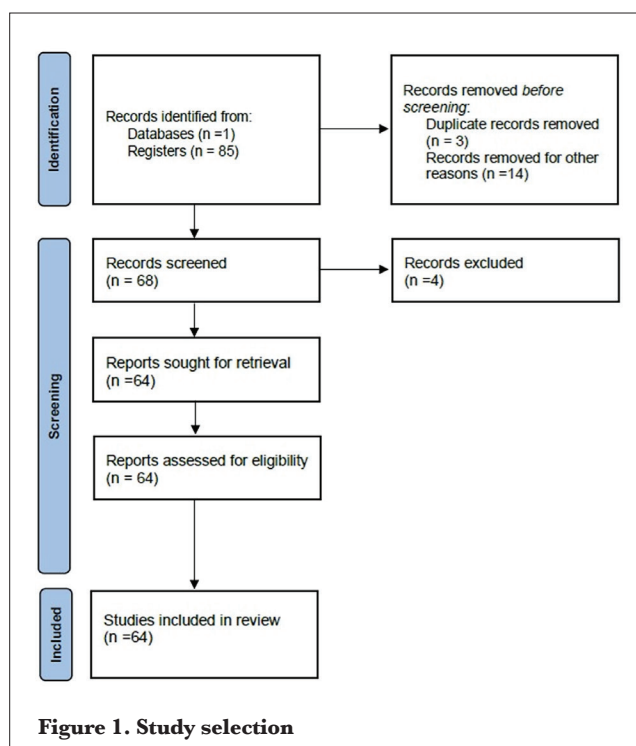 Identification
Records identified from:
Databases (n =1)
Registers (n = 85)
Records removed before
screening:
Duplicate records removed
(n = 3)
Records removed for other
reasons (n =14)
Screening
Records screened
(n = 68)
Records excluded
(n =4)
Reports sought for retrieval
(n =64)
Reports assessed for eligibility
(n = 64)
Included
Studies included in review
(n =64)
Figure 1. Study selection